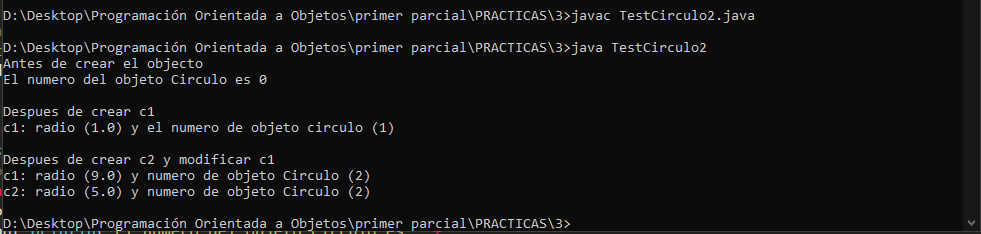 D:\Desktop\Programación Orientada a Objetos\primer parcial\PRACTICAS\3>javac TestCirculo2.java
D:\Desktop\Programación Orientada a Objetos\primer parcial\PRACTICAS\3>java TestCirculo2
Antes de crear el objecto
El numero del objeto Circulo es 0
Despues de crear c1
c1: radio (1.0) y el numero de objeto circulo (1)
Despues de crear c2 y modificar c1
c1: radio (9.0) y numero de objeto Circulo (2)
c2: radio (5.0) y numero de objeto Circulo (2)
D:\Desktop\Programación Orientada a Objetos\primer parcial\PRACTICAS\3>